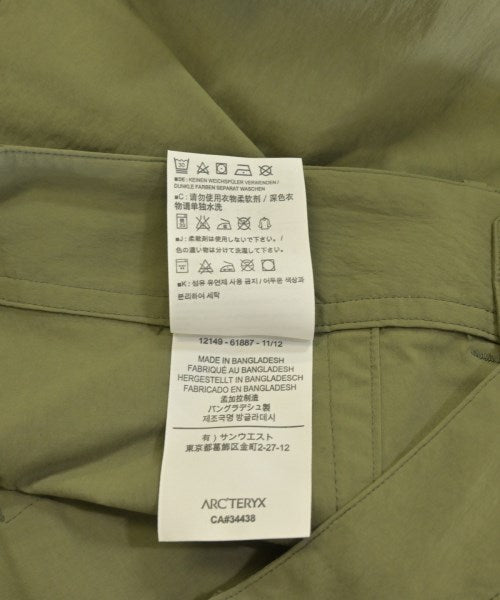 30
■DE: KEINEN WEICHSPÜLER VERWENDEN /
DUNKLE FARBEN SEPARAT WASCHEN
■C: 请勿使用衣物柔软剂 / 深色衣
物请单独水洗
■J: 柔軟剤は使用しないで下さい。/
色の濃い物は分けて洗濯して下さい。
■K: 섬유 유연제 사용 금지 / 어두운 색상과
분리하여 세탁
12149 - 61887 - 11/12
MADE IN BANGLADESH
FABRIQUÉ AU BANGLADESH
HERGESTELLT IN BANGLADESCH
FABRICADO EN BANGLADESH
孟加拉制造
バングラデシュ製
제조국명 방글라데시
有）サンウエスト
東京都葛飾区金町2-27-12
ARC'TERYX
CA#34438